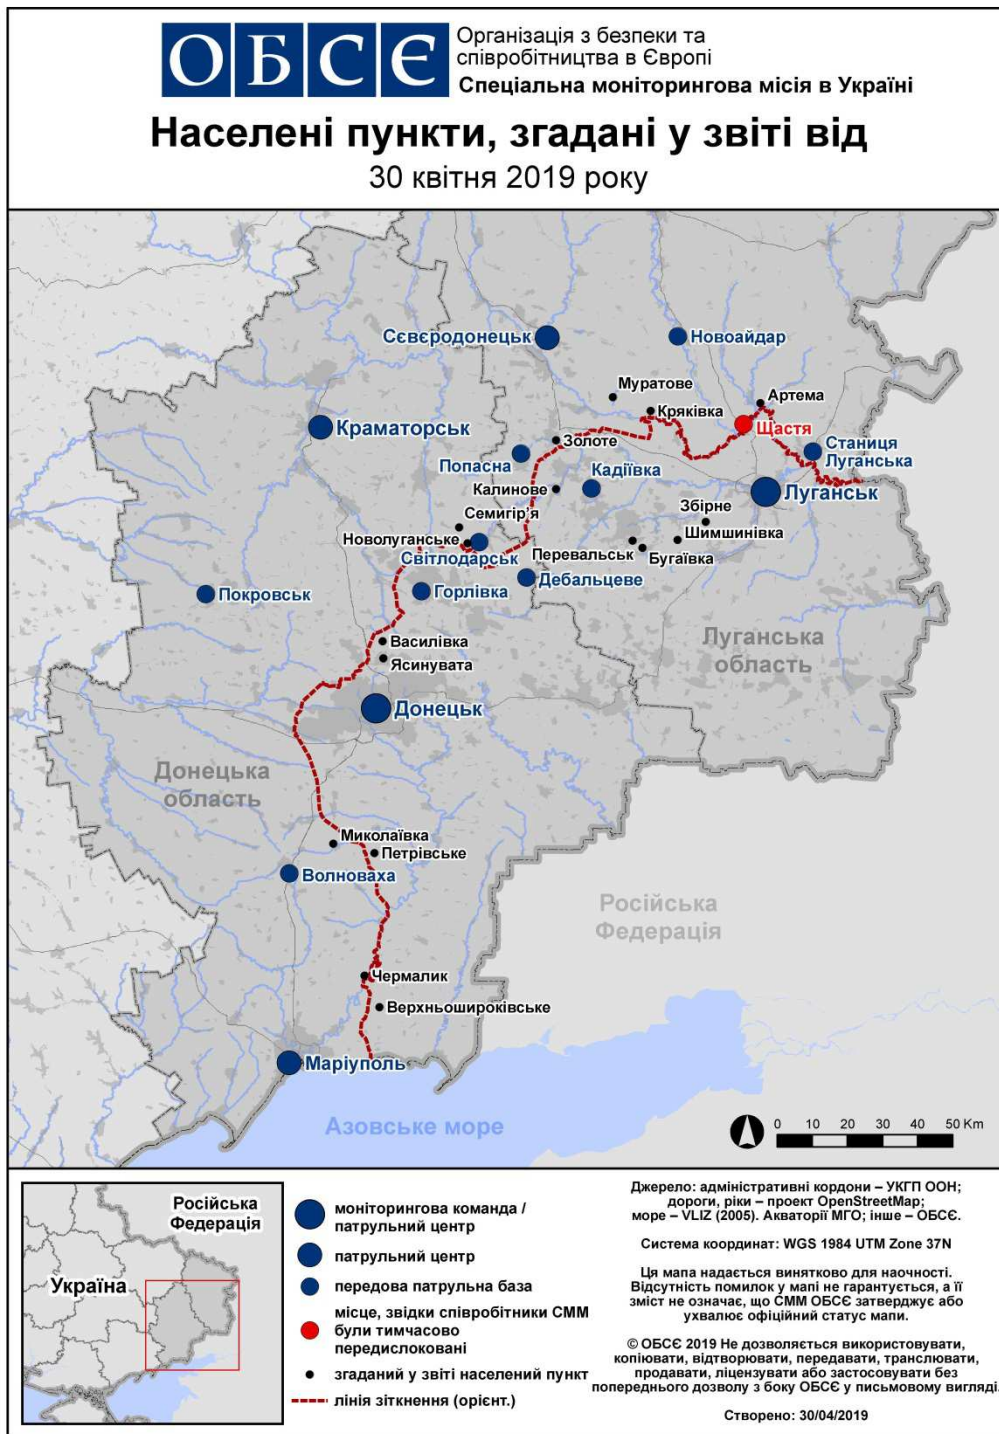 ОБСЄ
Організація з безпеки та
співробітництва в Європі
Спеціальна моніторингова місія в Україні
Населені пункти, згадані у звіті від
30 квітня 2019 року
Сєвєродонецьк
Новоайдар
Муратове
Артема
Кряківка
Щастя
Краматорськ
Золоте
Станиця
Луганська
Попасна
Кадіївка
Калинове
Луганськ
Збірне
Семигір'я
Шимшинівка
Новолуганське
Перевальськ
Бугаївка
Світлодарськ
Дебальцеве
Покровськ
Горлівка
Василівка
Луганська
область
Ясинувата
Донецьк
Донецька
область
Миколаївка
Петрівське
Волноваха
Російська
Федерація
Чермалик
Верхньошироківське
Маріуполь
Азовське море
0 10 20 30 40 50 Km
Російська
Федерація
Україна
моніторингова команда /
патрульний центр
патрульний центр
передова патрульна база
місце, звідки співробітники СММ
були тимчасово
передислоковані
згаданий у звіті населений пункт
лінія зіткнення (орієнт.)
Джерело: адміністративні кордони – УКГП ООН;
дороги, ріки – проект OpenStreetMap;
море – VLIZ (2005). Акваторії МГО; інше – ОБСЄ.
Система координат: WGS 1984 UTM Zone 37N
Ця мапа надається винятково для наочності.
Відсутність помилок у мапі не гарантується, а її
зміст не означає, що СММ ОБСЄ затверджує або
ухвалює офіційний статус мапи.
© ОБСЄ 2019 Не дозволяється використовувати,
копіювати, відтворювати, передавати, транслювати,
продавати, ліцензувати або застосовувати без
попереднього дозволу з боку ОБСЄ у письмовому вигляді.
Створено: 30/04/2019